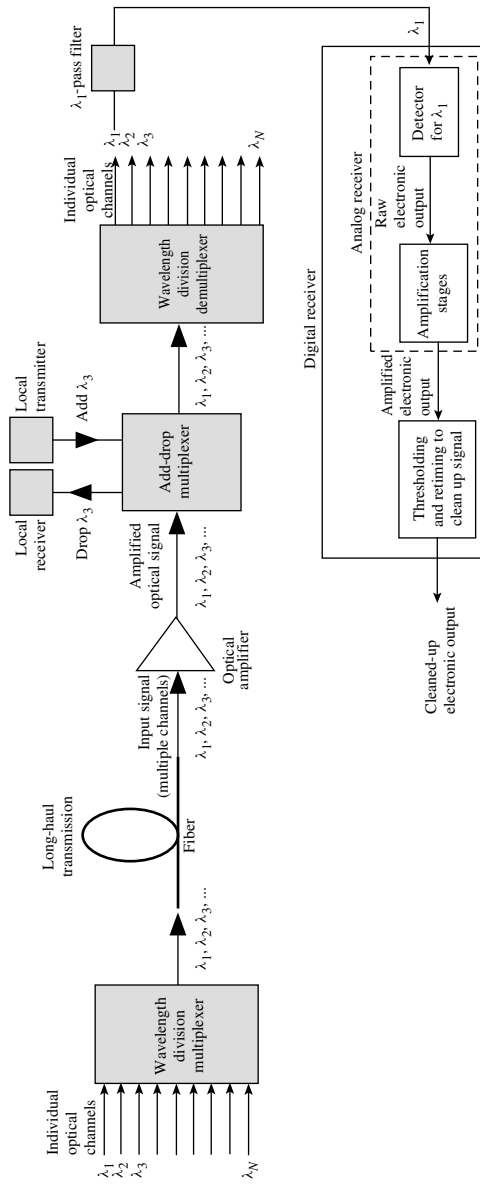 Individual
optical
channels
λ1
λ2
λ3
λN
Wavelength
division
multiplexer
λ1, λ2, λ3, ...
Long-haul
transmission
Fiber
Input signal
(multiple channels)
λ1, λ2, λ3, ...
Optical
amplifier
Amplified
optical signal
λ1, λ2, λ3, ...
Local
receiver
Drop λ3
Local
transmitter
Add λ3
Add-drop
multiplexer
λ1, λ2, λ3, ...
Wavelength
division
demultiplexer
Individual
optical
channels
λ1
λ2
λ3
λN
λ1-pass filter
λ1
Digital receiver
Analog receiver
Detector
for λ1
Raw
electronic
output
Amplification
stages
Amplified
electronic
output
Thresholding
and retiming to
clean up signal
Cleaned-up
electronic output